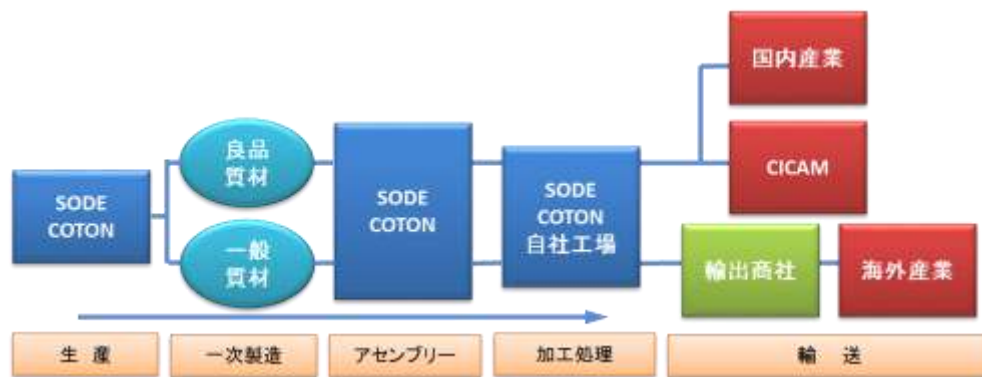 国内産業
良品
質材
SODE
COTON
SODE
COTON
自社工場
CICAM
SODE
COTON
一般
質材
輸出商社
海外産業
生 産
一次製造
アセンブリー
加工処理
輸 送